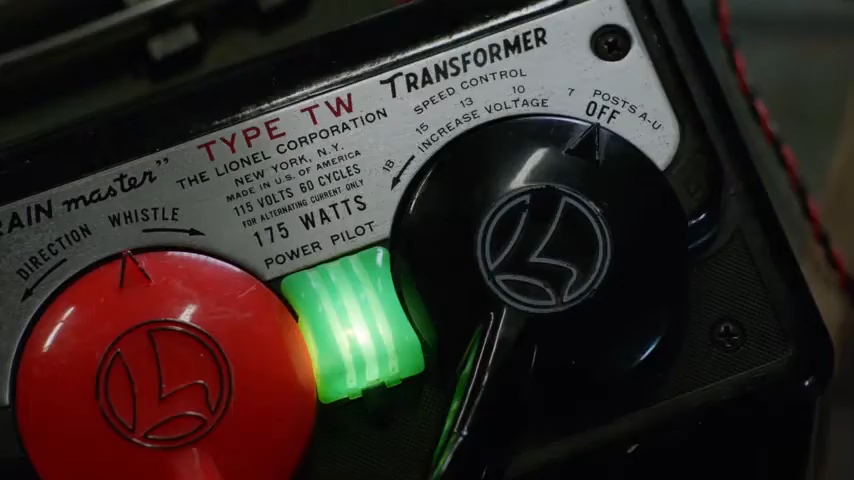 TRANSFORMER
TYPE TW
THE LIONEL CORPORATION
NEW YORK, N.Y.
MADE IN U.S. OF AMERICA
115 VOLTS 60 CYCLES
FOR ALTERNATING CURRENT ONLY
175 WATTS
POWER PILOT
RAIN master"
DIRECTION WHISTLE
SPEED CONTROL
18 15 13 10 7
INCREASE VOLTAGE
POSTS A-U
OFF
L
L